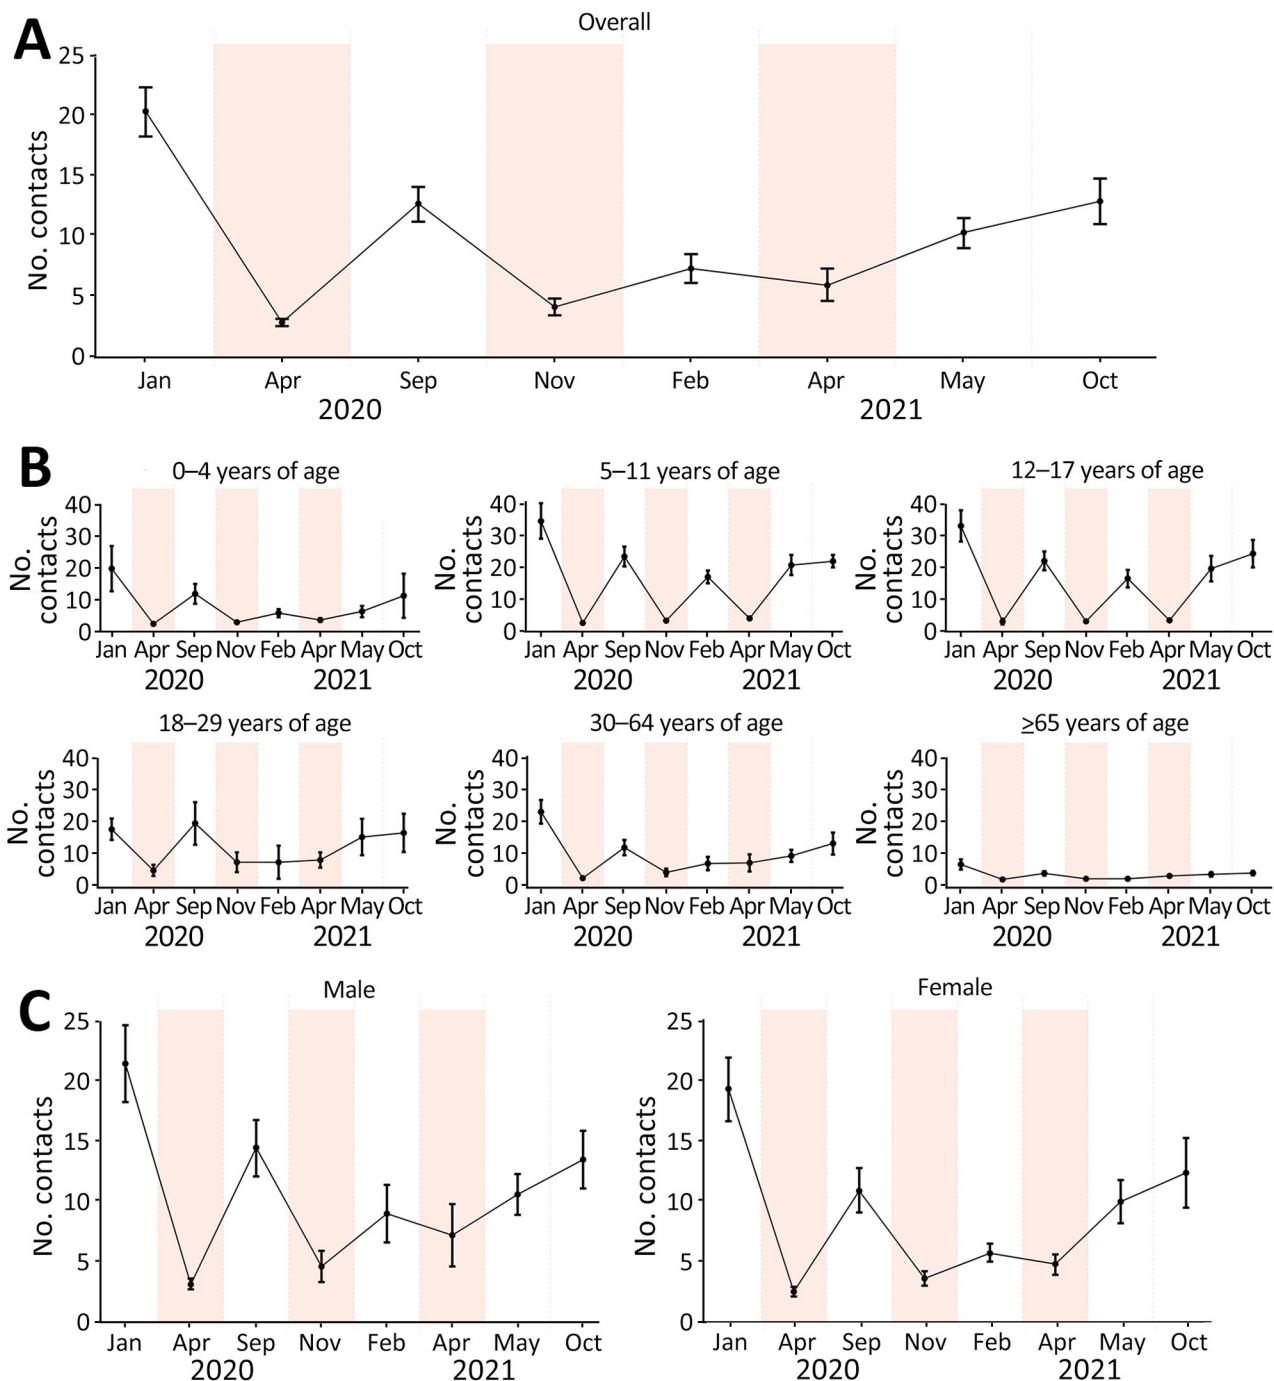 A
Overall
No. contacts
25
20
15
10
5
0
Jan Apr Sep Nov Feb Apr May Oct
2020 2021
B
0–4 years of age
No. contacts
40
30
20
10
0
Jan Apr Sep Nov Feb Apr May Oct
2020 2021
5–11 years of age
No. contacts
40
30
20
10
0
Jan Apr Sep Nov Feb Apr May Oct
2020 2021
12–17 years of age
No. contacts
40
30
20
10
0
Jan Apr Sep Nov Feb Apr May Oct
2020 2021
18–29 years of age
No. contacts
40
30
20
10
0
Jan Apr Sep Nov Feb Apr May Oct
2020 2021
30–64 years of age
No. contacts
40
30
20
10
0
Jan Apr Sep Nov Feb Apr May Oct
2020 2021
≥65 years of age
No. contacts
40
30
20
10
0
Jan Apr Sep Nov Feb Apr May Oct
2020 2021
C
Male
No. contacts
25
20
15
10
5
0
Jan Apr Sep Nov Feb Apr May Oct
2020 2021
Female
No. contacts
25
20
15
10
5
0
Jan Apr Sep Nov Feb Apr May Oct
2020 2021